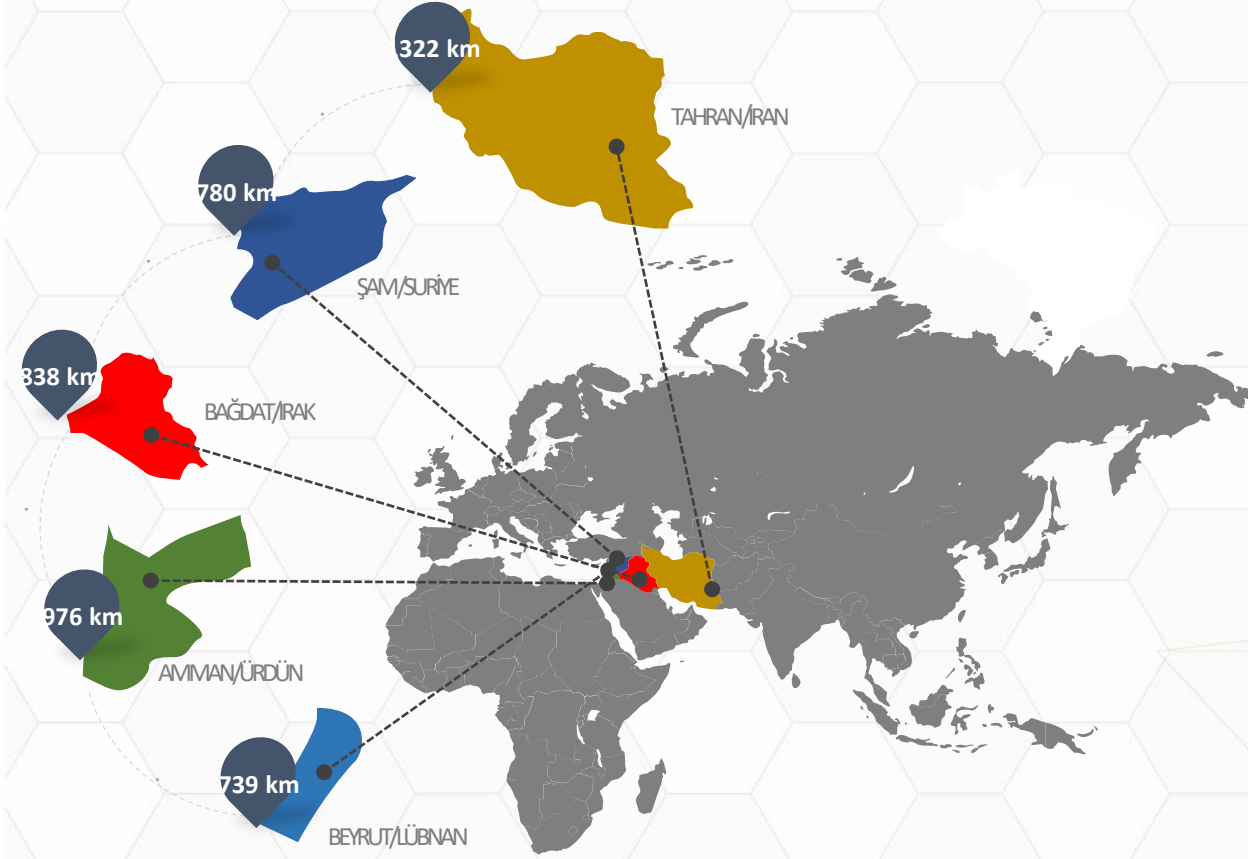 322 km
TAHRAN/İRAN
780 km
ŞAM/SURİYE
838 km
BAĞDAT/IRAK
976 km
AMMAN/ÜRDÜN
739 km
BEYRUT/LÜBNAN